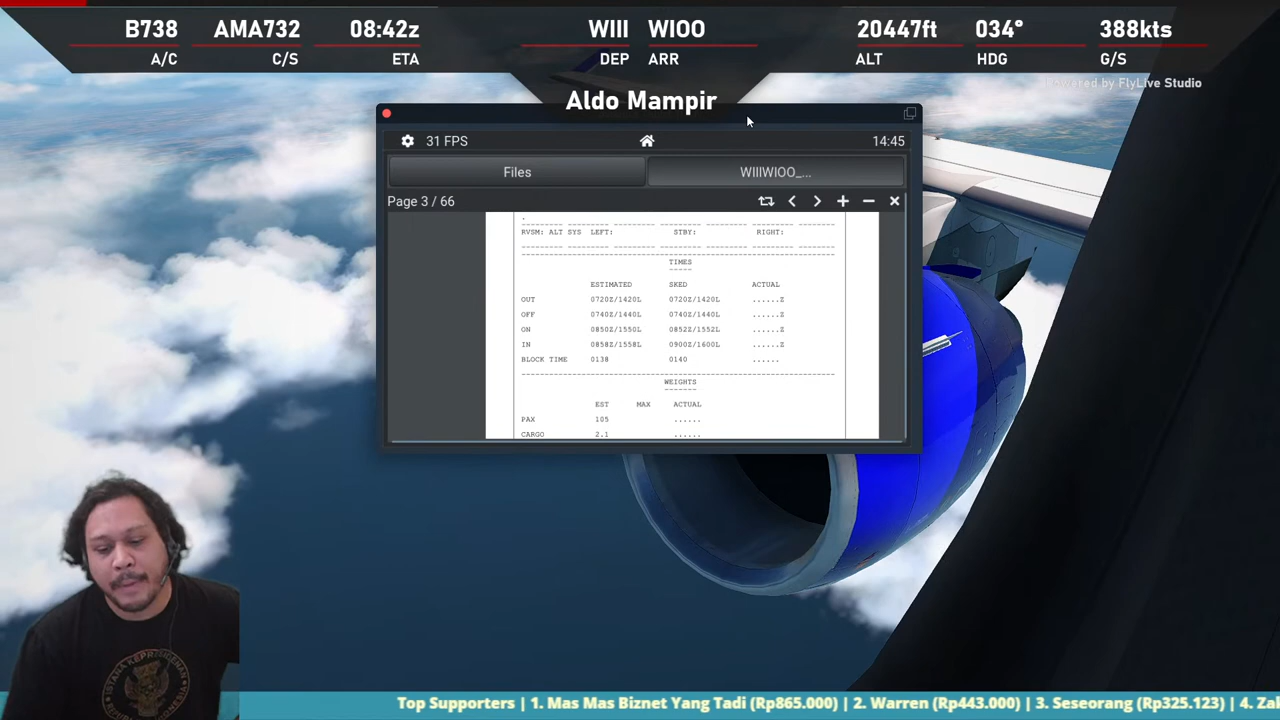 B738 AMA732 08:42z WIII WIOO 20447ft 034° 388kts
A/C C/S ETA DEP ARR ALT HDG G/S
Powered by FlyLive Studio
Aldo Mampir
31 FPS 14:45
Files WIIIWIOO_...
Page 3 / 66
RVSM: ALT SYS LEFT: STBY: RIGHT:
TIMES
ESTIMATED SKED ACTUAL
OUT 0720Z/1420L 0720Z/1420L ......Z
OFF 0740Z/1440L 0740Z/1440L ......Z
ON 0850Z/1550L 0852Z/1552L ......Z
IN 0858Z/1558L 0900Z/1600L ......Z
BLOCK TIME 0138 0140 ......
WEIGHTS
EST MAX ACTUAL
PAX 105 ......
CARGO 2.1 ......
ISTANA KEPRESIDENAN
Top Supporters | 1. Mas Mas Biznet Yang Tadi (Rp865.000) | 2. Warren (Rp443.000) | 3. Seseorang (Rp325.123) | 4. Zai